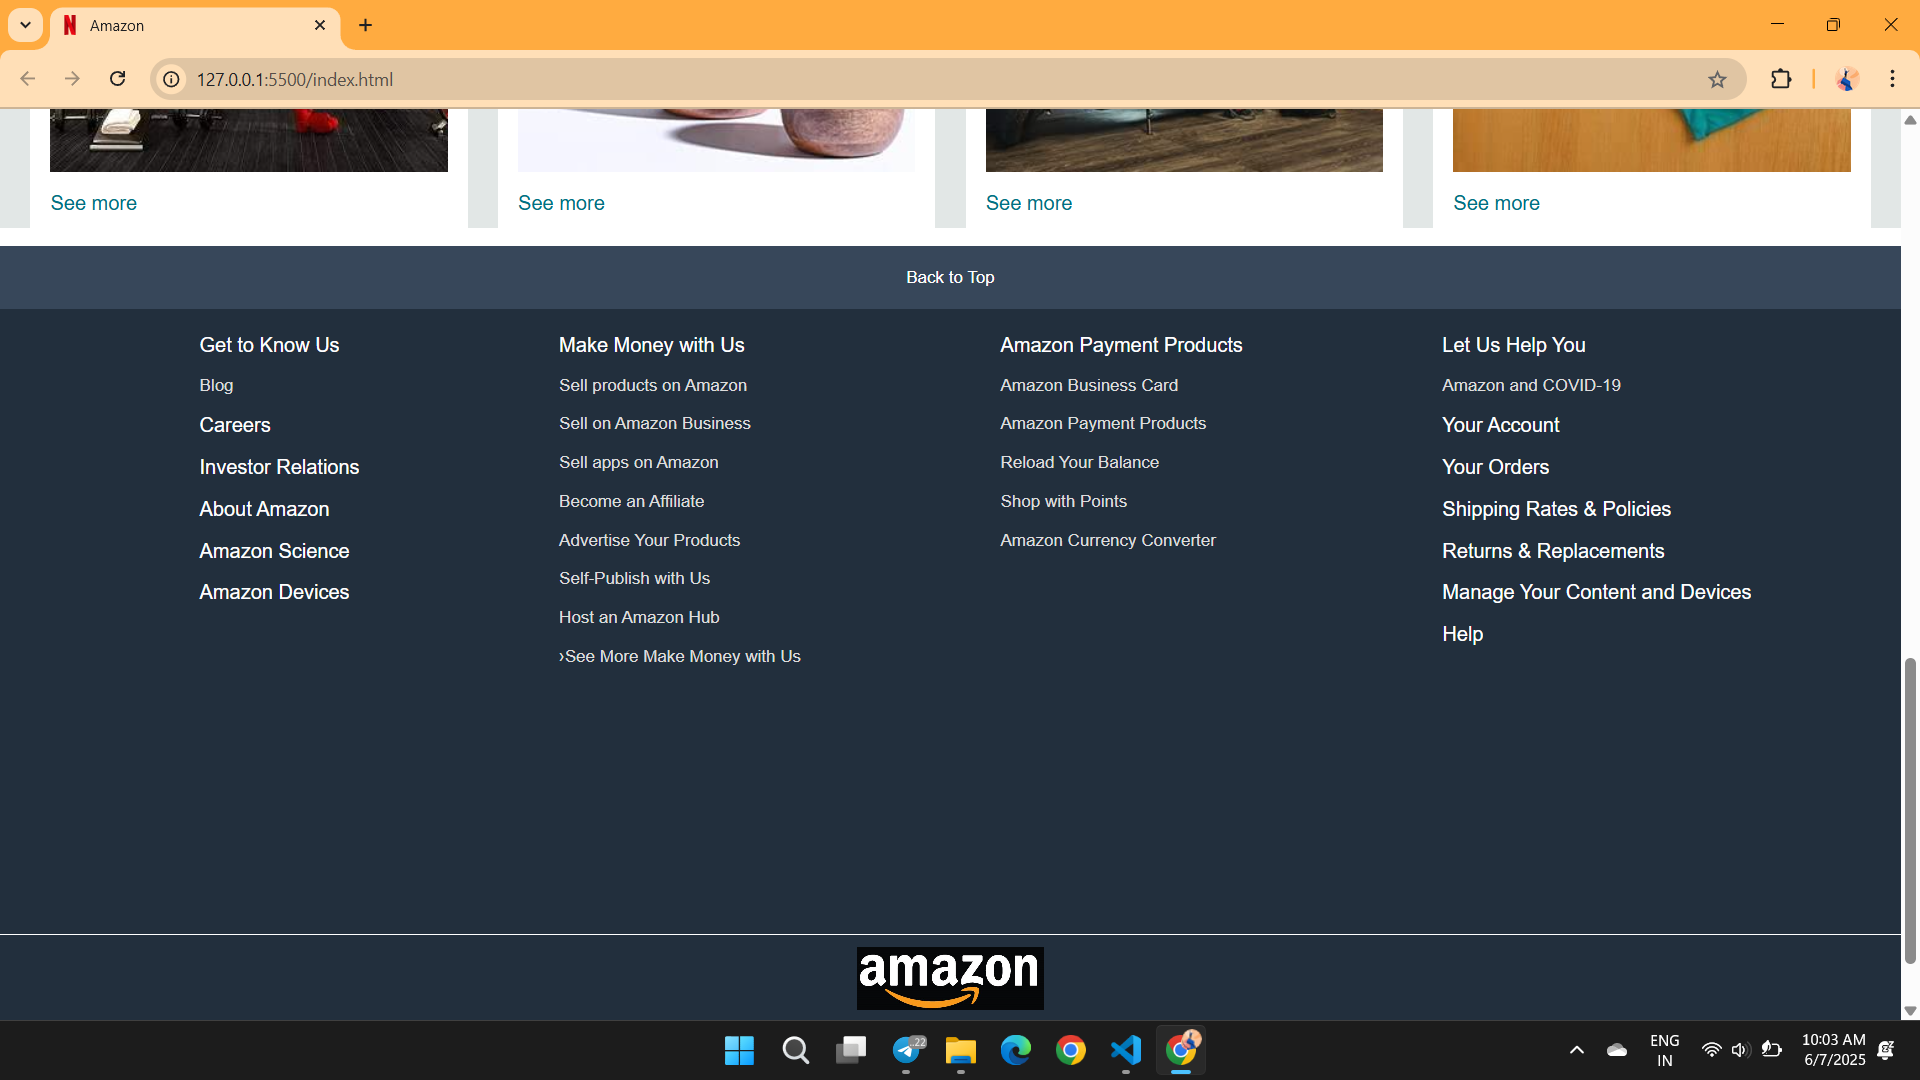 Amazon
127.0.0.1:5500/index.html
See more
See more
See more
See more
Back to Top
Get to Know Us
Blog
Careers
Investor Relations
About Amazon
Amazon Science
Amazon Devices
Make Money with Us
Sell products on Amazon
Sell on Amazon Business
Sell apps on Amazon
Become an Affiliate
Advertise Your Products
Self-Publish with Us
Host an Amazon Hub
›See More Make Money with Us
Amazon Payment Products
Amazon Business Card
Amazon Payment Products
Reload Your Balance
Shop with Points
Amazon Currency Converter
Let Us Help You
Amazon and COVID-19
Your Account
Your Orders
Shipping Rates & Policies
Returns & Replacements
Manage Your Content and Devices
Help
amazon
..22
ENG
IN
10:03 AM
6/7/2025